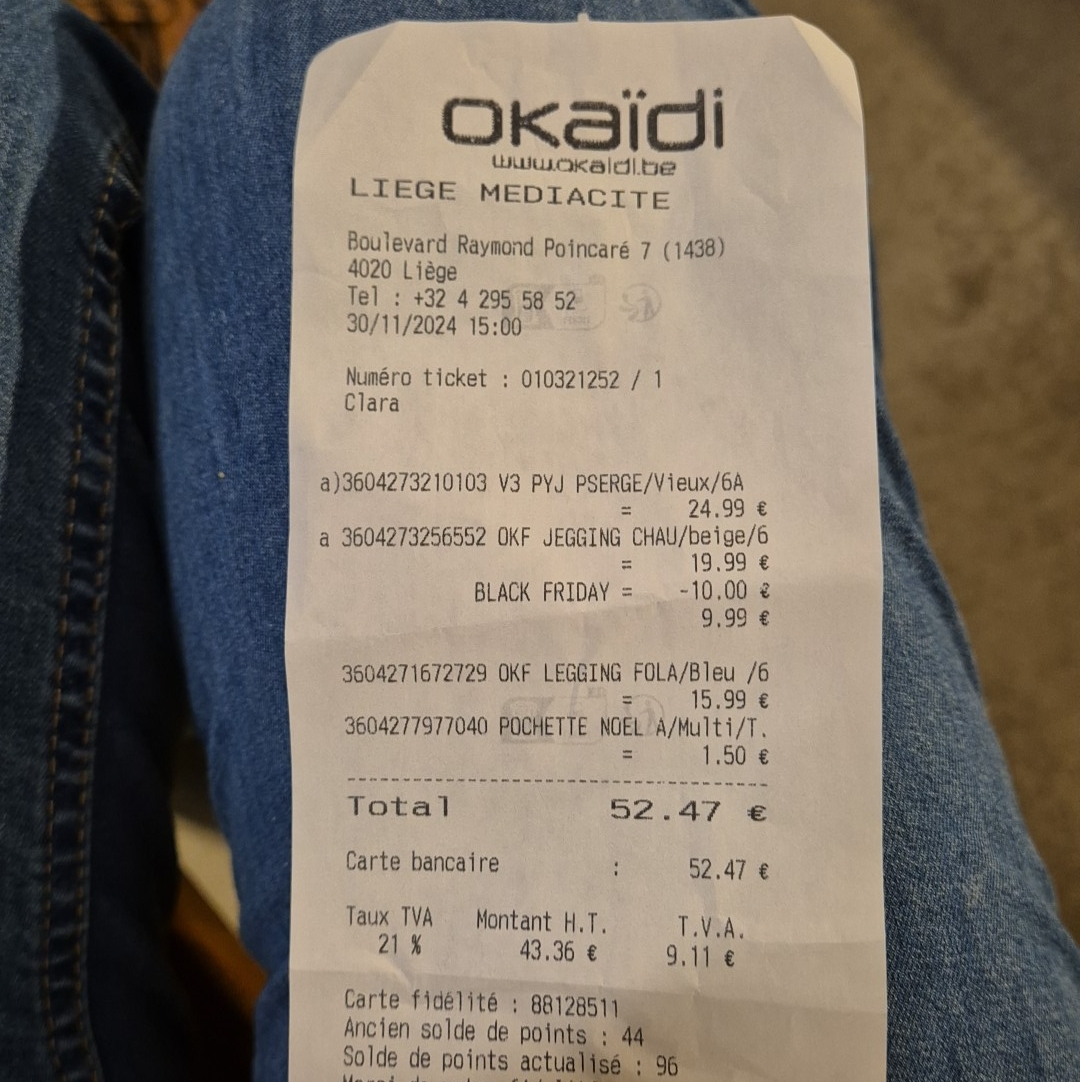 okaïdi
www.okaidi.be
LIEGE MEDIACITE
Boulevard Raymond Poincaré 7 (1438)
4020 Liège
Tel : +32 4 295 58 52
30/11/2024 15:00
Numéro ticket : 010321252 / 1
Clara
a)3604273210103 V3 PYJ PSERGE/Vieux/6A
= 24.99 €
a 3604273256552 OKF JEGGING CHAU/beige/6
= 19.99 €
BLACK FRIDAY = -10.00 €
9.99 €
3604271672729 OKF LEGGING FOLA/Bleu /6
= 15.99 €
3604277977040 POCHETTE NOEL A/Multi/T.
= 1.50 €
Total 52.47 €
Carte bancaire : 52.47 €
Taux TVA Montant H.T. T.V.A.
21 % 43.36 € 9.11 €
Carte fidélité : 88128511
Ancien solde de points : 44
Solde de points actualisé : 96